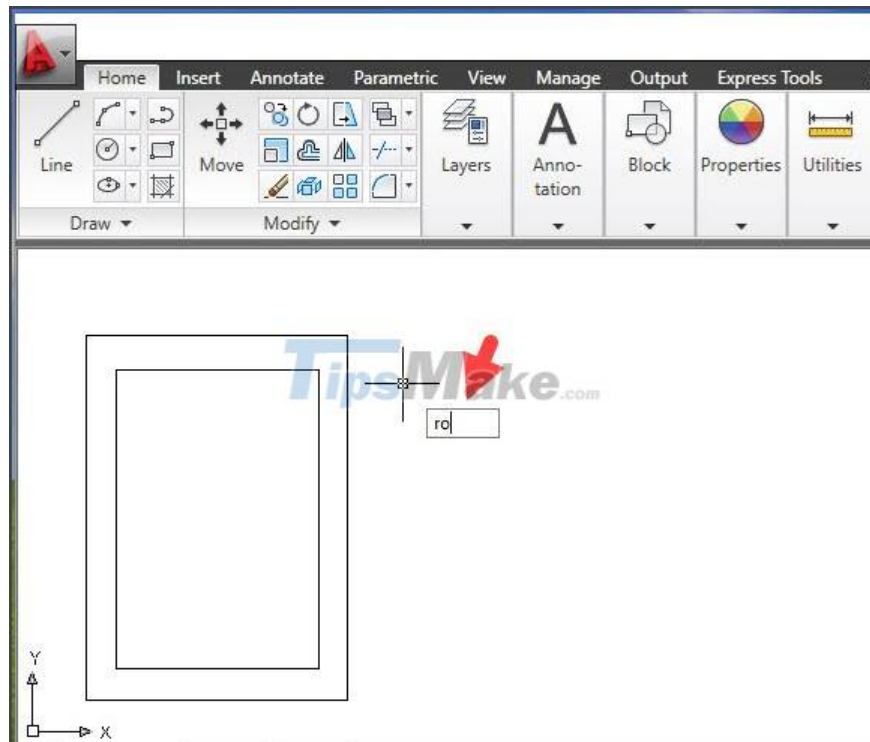 Home Insert Annotate Parametric View Manage Output Express Tools
Line
Move
Layers
Anno-
tation
Block
Properties
Utilities
Draw
Modify
TipsMake.com
ro
Y
X